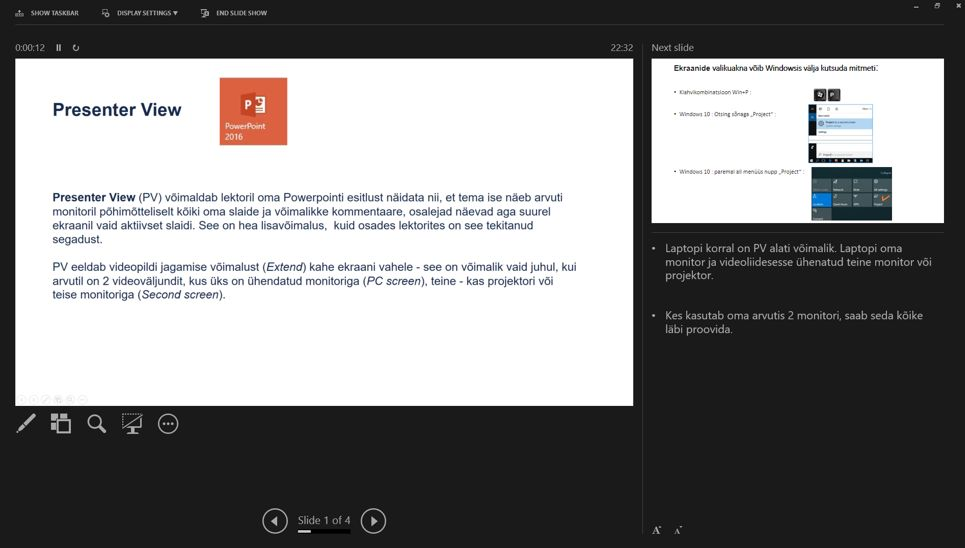 SHOW TASKBAR
DISPLAY SETTINGS ▼
END SLIDE SHOW
0:00:12
22:32
Presenter View
PowerPoint
2016
Presenter View (PV) võimaldab lektoril oma Powerpointi esitlust näidata nii, et tema ise näeb arvuti
monitoril põhimõtteliselt kõiki oma slaide ja võimalikke kommentaare, osalejad näevad aga suurel
ekraanil vaid aktiivset slaidi. See on hea lisavõimalus, kuid osades lektorites on see tekitanud
segadust.
PV eeldab videopildi jagamise võimalust (Extend) kahe ekraani vahele - see on võimalik vaid juhul, kui
arvutil on 2 videoväljundit, kus üks on ühendatud monitoriga (PC screen), teine - kas projektori või
teise monitoriga (Second screen).
Slide 1 of 4
Next slide
Ekraanide valikuakna võib Windowsis välja kutsuda mitmeti:
• Klahvikombinatsioon Win+P :
• Windows 10 : Otsing sõnaga „Project" :
• Windows 10 : paremal all menüüs nupp „Project" :
• Laptopi korral on PV alati võimalik. Laptopi oma
monitor ja videoliidesesse ühenatud teine monitor või
projektor.
• Kes kasutab oma arvutis 2 monitori, saab seda kõike
läbi proovida.
A A